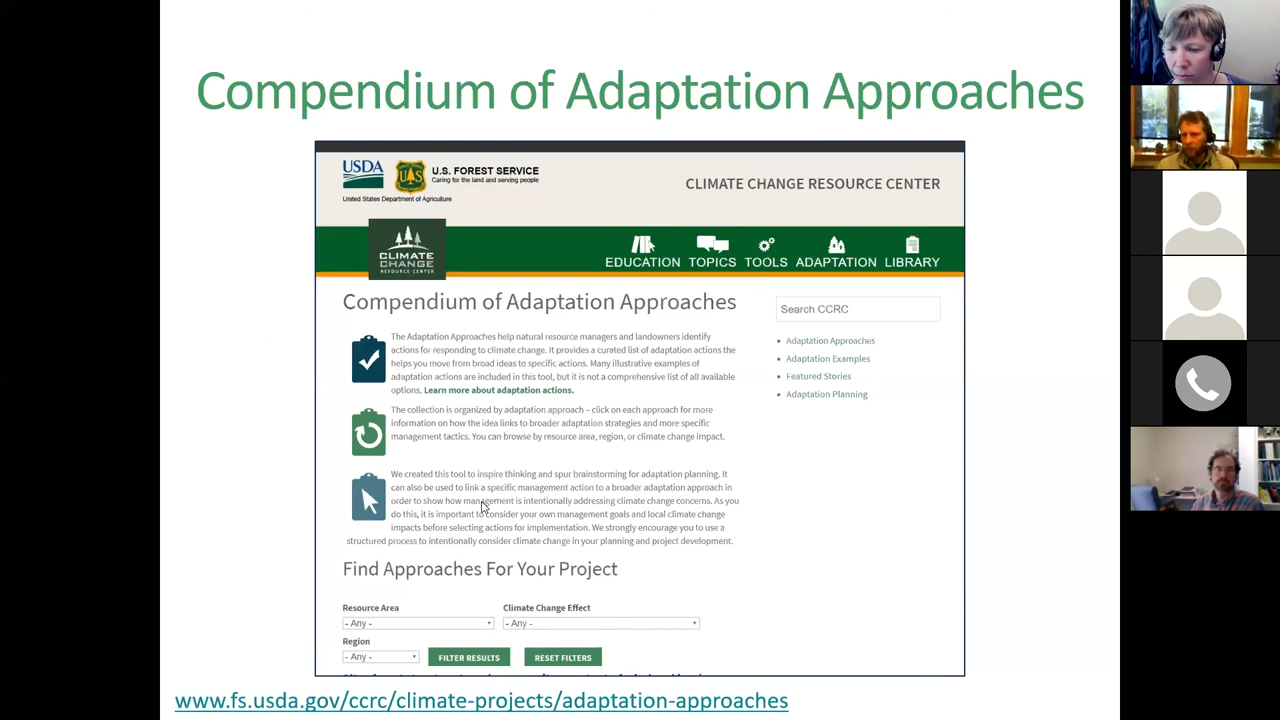 Compendium of Adaptation Approaches
USDA
United States Department of Agriculture
UAS
U.S. FOREST SERVICE
Caring for the land and serving people
CLIMATE CHANGE RESOURCE CENTER
CLIMATE
CHANGE
RESOURCE CENTER
EDUCATION TOPICS TOOLS ADAPTATION LIBRARY
Compendium of Adaptation Approaches
The Adaptation Approaches help natural resource managers and landowners identify
actions for responding to climate change. It provides a curated list of adaptation actions the
helps you move from broad ideas to specific actions. Many illustrative examples of
adaptation actions are included in this tool, but it is not a comprehensive list of all available
options. Learn more about adaptation actions.
The collection is organized by adaptation approach – click on each approach for more
information on how the idea links to broader adaptation strategies and more specific
management tactics. You can browse by resource area, region, or climate change impact.
We created this tool to inspire thinking and spur brainstorming for adaptation planning. It
can also be used to link a specific management action to a broader adaptation approach in
order to show how management is intentionally addressing climate change concerns. As you
do this, it is important to consider your own management goals and local climate change
impacts before selecting actions for implementation. We strongly encourage you to use a
structured process to intentionally consider climate change in your planning and project development.
Search CCRC
Adaptation Approaches
Adaptation Examples
Featured Stories
Adaptation Planning
Find Approaches For Your Project
Resource Area
- Any -
Climate Change Effect
- Any -
Region
- Any -
FILTER RESULTS
RESET FILTERS
www.fs.usda.gov/ccrc/climate-projects/adaptation-approaches